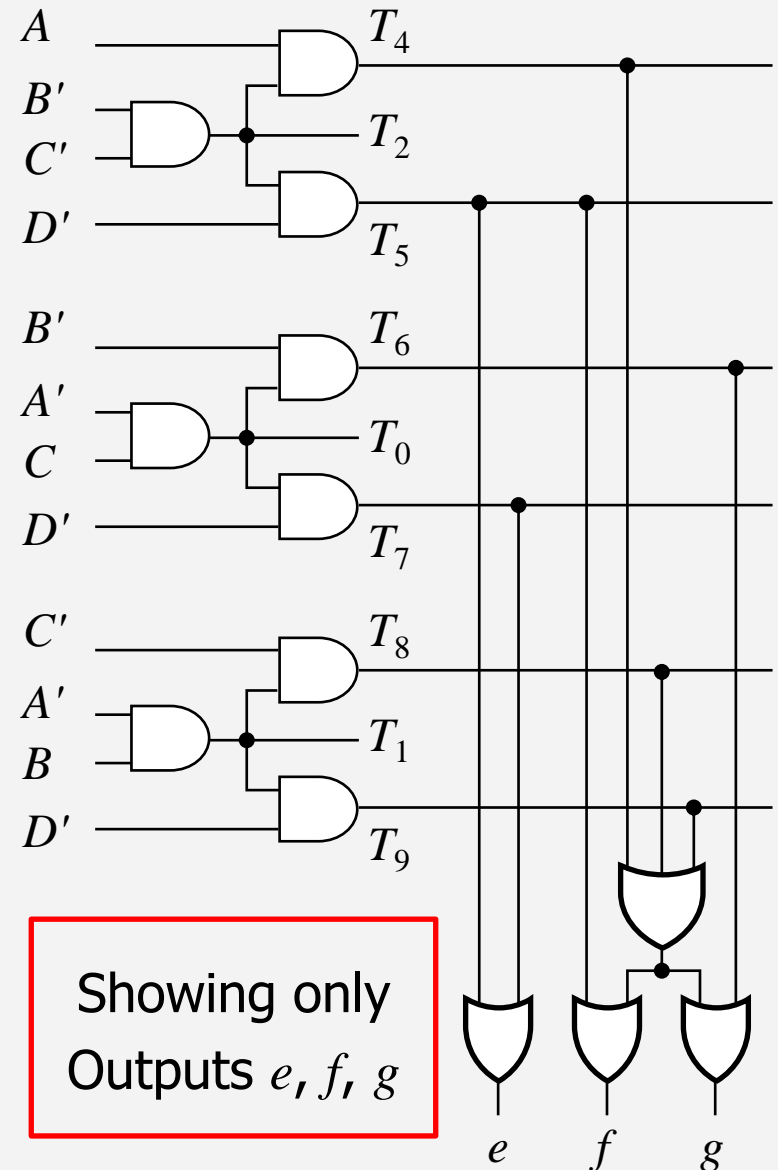 A
T₄
B'
T₂
C'
D'
T₅
B'
T₆
A'
T₀
C
D'
T₇
C'
T₈
A'
T₁
B
D'
T₉
Showing only
Outputs e, f, g
e f g